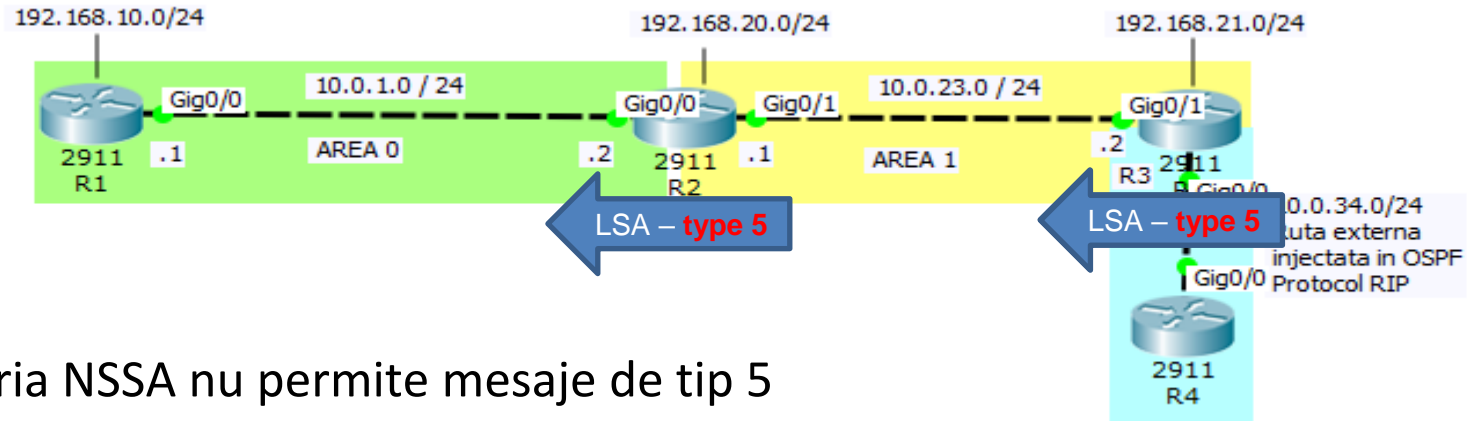 192.168.10.0/24
192.168.20.0/24
192.168.21.0/24
Gig0/0
10.0.1.0 / 24
Gig0/0
Gig0/1
10.0.23.0 / 24
Gig0/1
2911
.1
AREA 0
.2
2911
.1
AREA 1
.2
2911
R1
R2
R3
Gig0/0
LSA – type 5
LSA – type 5
0.0.34.0/24
ruta externa
injectata in OSPF
Gig0/0
Protocol RIP
ria NSSA nu permite mesaje de tip 5
2911
R4